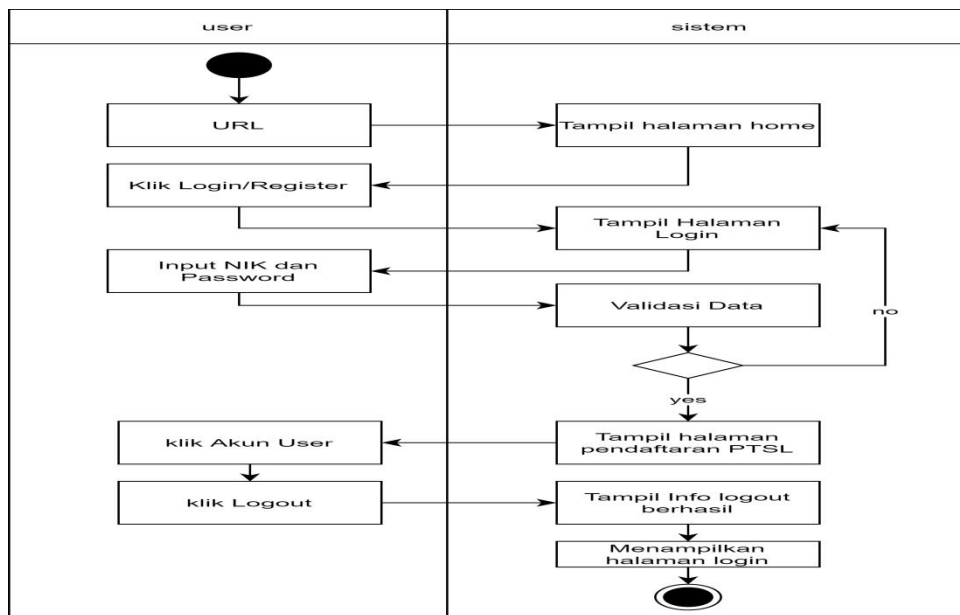 user
sistem
URL
Tampil halaman home
Klik Login/Register
Tampil Halaman
Login
Input NIK dan
Password
Validasi Data
no
yes
klik Akun User
Tampil halaman
pendaftaran PTSL
klik Logout
Tampil Info logout
berhasil
Menampilkan
halaman login